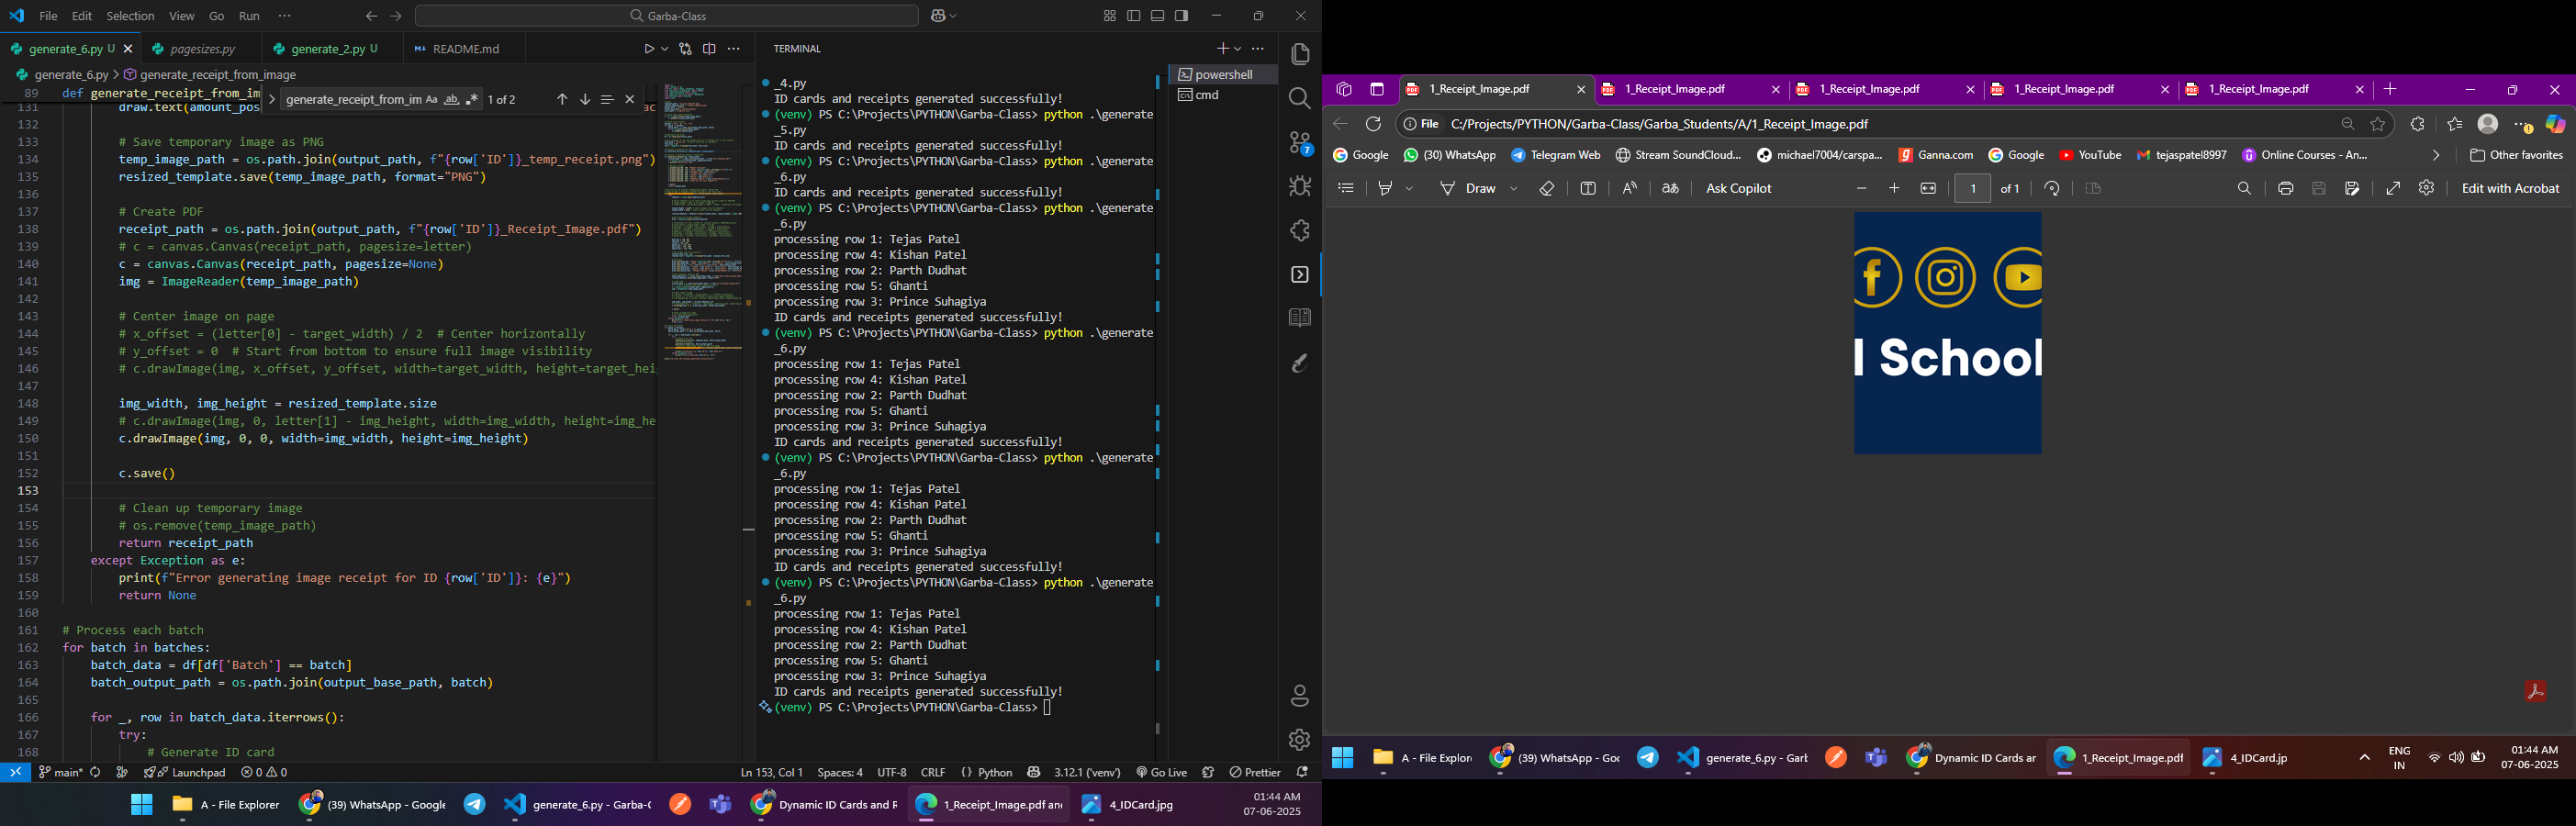 File Edit Selection View Go Run ··· Garba-Class
generate_6.py U pagesizes.py generate_2.py U README.md
generate_6.py > generate_receipt_from_image
generate_receipt_from_im Aa ab 1 of 2
89 def generate_receipt_from_im
131 draw.text(amount_pos
132
133 # Save temporary image as PNG
134 temp_image_path = os.path.join(output_path, f"{row['ID']}_temp_receipt.png")
135 resized_template.save(temp_image_path, format="PNG")
136
137 # Create PDF
138 receipt_path = os.path.join(output_path, f"{row['ID']}_Receipt_Image.pdf")
139 # c = canvas.Canvas(receipt_path, pagesize=letter)
140 c = canvas.Canvas(receipt_path, pagesize=None)
141 img = ImageReader(temp_image_path)
142
143 # Center image on page
144 # x_offset = (letter[0] - target_width) / 2 # Center horizontally
145 # y_offset = 0 # Start from bottom to ensure full image visibility
146 # c.drawImage(img, x_offset, y_offset, width=target_width, height=target_hei
147
148 img_width, img_height = resized_template.size
149 # c.drawImage(img, 0, letter[1] - img_height, width=img_width, height=img_he
150 c.drawImage(img, 0, 0, width=img_width, height=img_height)
151
152 c.save()
153
154 # Clean up temporary image
155 # os.remove(temp_image_path)
156 return receipt_path
157 except Exception as e:
158 print(f"Error generating image receipt for ID {row['ID']}: {e}")
159 return None
160
161 # Process each batch
162 for batch in batches:
163 batch_data = df[df['Batch'] == batch]
164 batch_output_path = os.path.join(output_base_path, batch)
165
166 for _, row in batch_data.iterrows():
167 try:
168 # Generate ID card
TERMINAL
powershell
cmd
_4.py
ID cards and receipts generated successfully!
(venv) PS C:\Projects\PYTHON\Garba-Class> python .\generate
_5.py
ID cards and receipts generated successfully!
(venv) PS C:\Projects\PYTHON\Garba-Class> python .\generate
_6.py
ID cards and receipts generated successfully!
(venv) PS C:\Projects\PYTHON\Garba-Class> python .\generate
_6.py
processing row 1: Tejas Patel
processing row 4: Kishan Patel
processing row 2: Parth Dudhat
processing row 5: Ghanti
processing row 3: Prince Suhagiya
ID cards and receipts generated successfully!
(venv) PS C:\Projects\PYTHON\Garba-Class> python .\generate
_6.py
processing row 1: Tejas Patel
processing row 4: Kishan Patel
processing row 2: Parth Dudhat
processing row 5: Ghanti
processing row 3: Prince Suhagiya
ID cards and receipts generated successfully!
(venv) PS C:\Projects\PYTHON\Garba-Class> python .\generate
_6.py
processing row 1: Tejas Patel
processing row 4: Kishan Patel
processing row 2: Parth Dudhat
processing row 5: Ghanti
processing row 3: Prince Suhagiya
ID cards and receipts generated successfully!
(venv) PS C:\Projects\PYTHON\Garba-Class> python .\generate
_6.py
processing row 1: Tejas Patel
processing row 4: Kishan Patel
processing row 2: Parth Dudhat
processing row 5: Ghanti
processing row 3: Prince Suhagiya
ID cards and receipts generated successfully!
(venv) PS C:\Projects\PYTHON\Garba-Class>
7
main* Launchpad 0 0 Ln 153, Col 1 Spaces: 4 UTF-8 CRLF {} Python 3.12.1 ('venv') Go Live Prettier
A - File Explorer (39) WhatsApp - Google generate_6.py - Garba-C Dynamic ID Cards and R 1_Receipt_Image.pdf an 4_IDCard.jpg 01:44 AM
07-06-2025
1_Receipt_Image.pdf 1_Receipt_Image.pdf 1_Receipt_Image.pdf 1_Receipt_Image.pdf 1_Receipt_Image.pdf
File C:/Projects/PYTHON/Garba-Class/Garba_Students/A/1_Receipt_Image.pdf
Google (30) WhatsApp Telegram Web Stream SoundCloud... michael7004/carspa... Ganna.com Google YouTube tejaspatel8997 Online Courses - An... Other favorites
Draw aあ Ask Copilot 1 of 1 Edit with Acrobat
l School
A - File Explor (39) WhatsApp - Goo generate_6.py - Garb Dynamic ID Cards ar 1_Receipt_Image.pdf 4_IDCard.jp ENG
IN 01:44 AM
07-06-2025